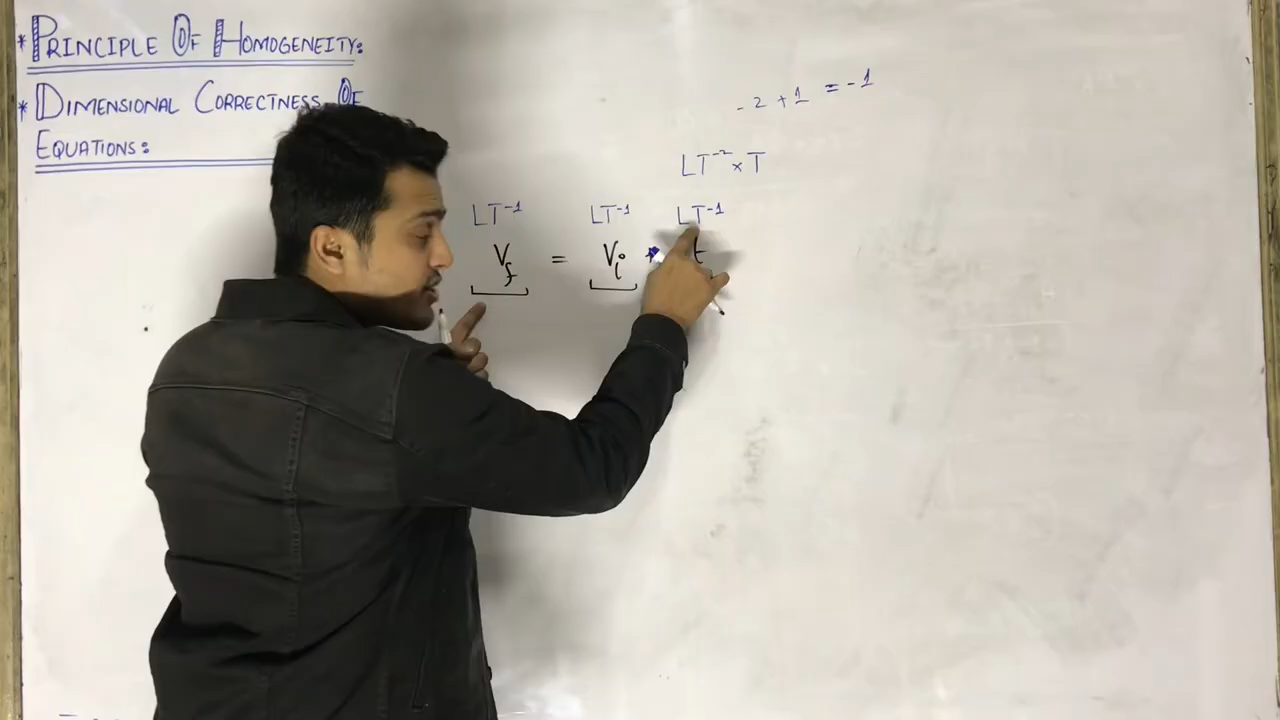 * PRINCIPLE OF HOMOGENEITY:
* DIMENSIONAL CORRECTNESS OF
EQUATIONS:
-2 +1 = -1
LT⁻² × T
LT⁻¹ LT⁻¹ LT⁻¹
V_f = V_i t